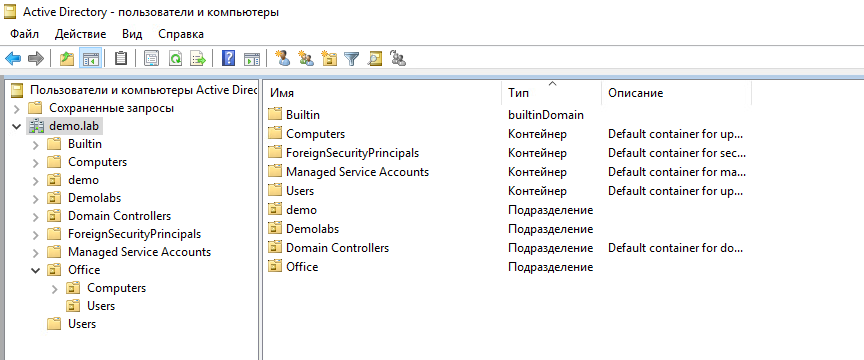 Active Directory - пользователи и компьютеры
Файл Действие Вид Справка
Пользователи и компьютеры Active Direc
Сохраненные запросы
demo.lab
Builtin
Computers
demo
Demolabs
Domain Controllers
ForeignSecurityPrincipals
Managed Service Accounts
Office
Computers
Users
Users
Имя Тип Описание
Builtin builtinDomain
Computers Контейнер Default container for up...
ForeignSecurityPrincipals Контейнер Default container for sec...
Managed Service Accounts Контейнер Default container for ma...
Users Контейнер Default container for up...
demo Подразделение
Demolabs Подразделение
Domain Controllers Подразделение Default container for do...
Office Подразделение